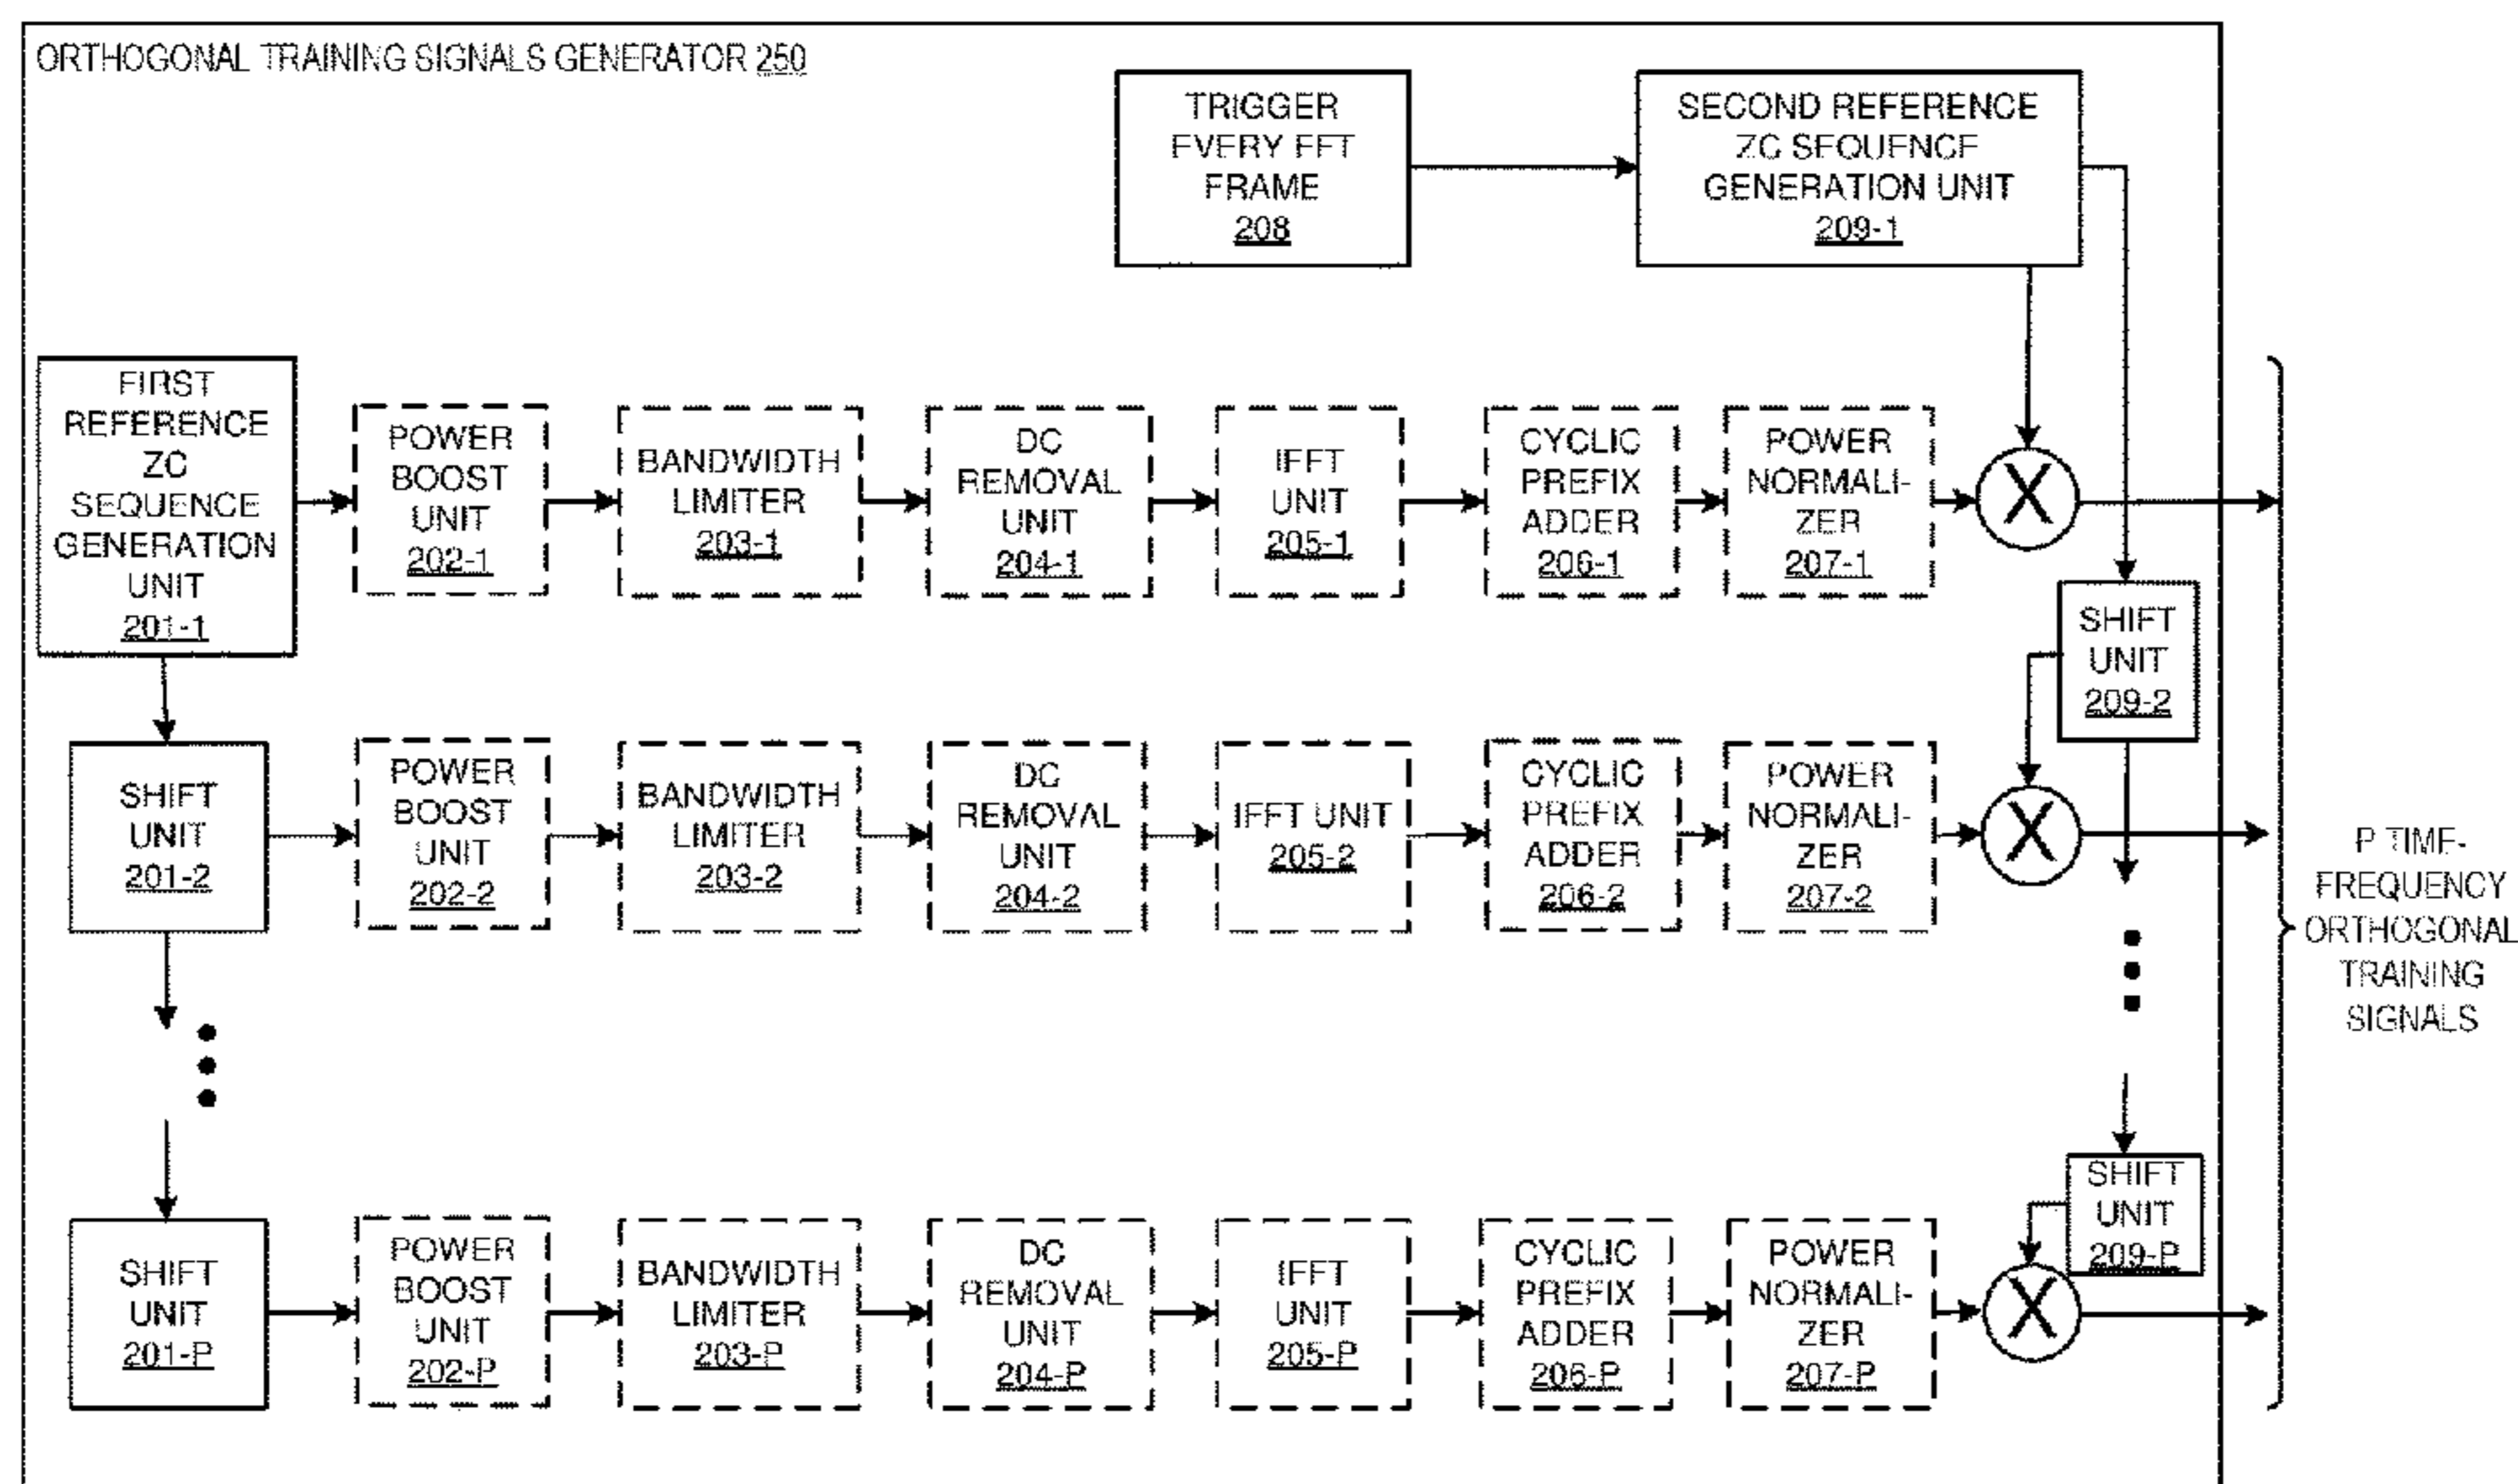 ORTHOGONAL TRAINING SIGNALS GENERATOR 250
TRIGGER
EVERY FFT
FRAME
208
SECOND REFERENCE
ZC SEQUENCE
GENERATION UNIT
209-1
FIRST
REFERENCE
ZC
SEQUENCE
GENERATION
UNIT
201-1
POWER
BOOST
UNIT
202-1
BANDWIDTH
LIMITER
203-1
DC
REMOVAL
UNIT
204-1
IFFT
UNIT
205-1
CYCLIC
PREFIX
ADDER
206-1
POWER
NORMALI-
ZER
207-1
X
SHIFT
UNIT
209-2
SHIFT
UNIT
201-2
POWER
BOOST
UNIT
202-2
BANDWIDTH
LIMITER
203-2
DC
REMOVAL
UNIT
204-2
IFFT UNIT
205-2
CYCLIC
PREFIX
ADDER
206-2
POWER
NORMALI-
ZER
207-2
X
P TIME-
FREQUENCY
ORTHOGONAL
TRAINING
SIGNALS
SHIFT
UNIT
209-P
SHIFT
UNIT
201-P
POWER
BOOST
UNIT
202-P
BANDWIDTH
LIMITER
203-P
DC
REMOVAL
UNIT
204-P
IFFT
UNIT
205-P
CYCLIC
PREFIX
ADDER
206-P
POWER
NORMALI-
ZER
207-P
X